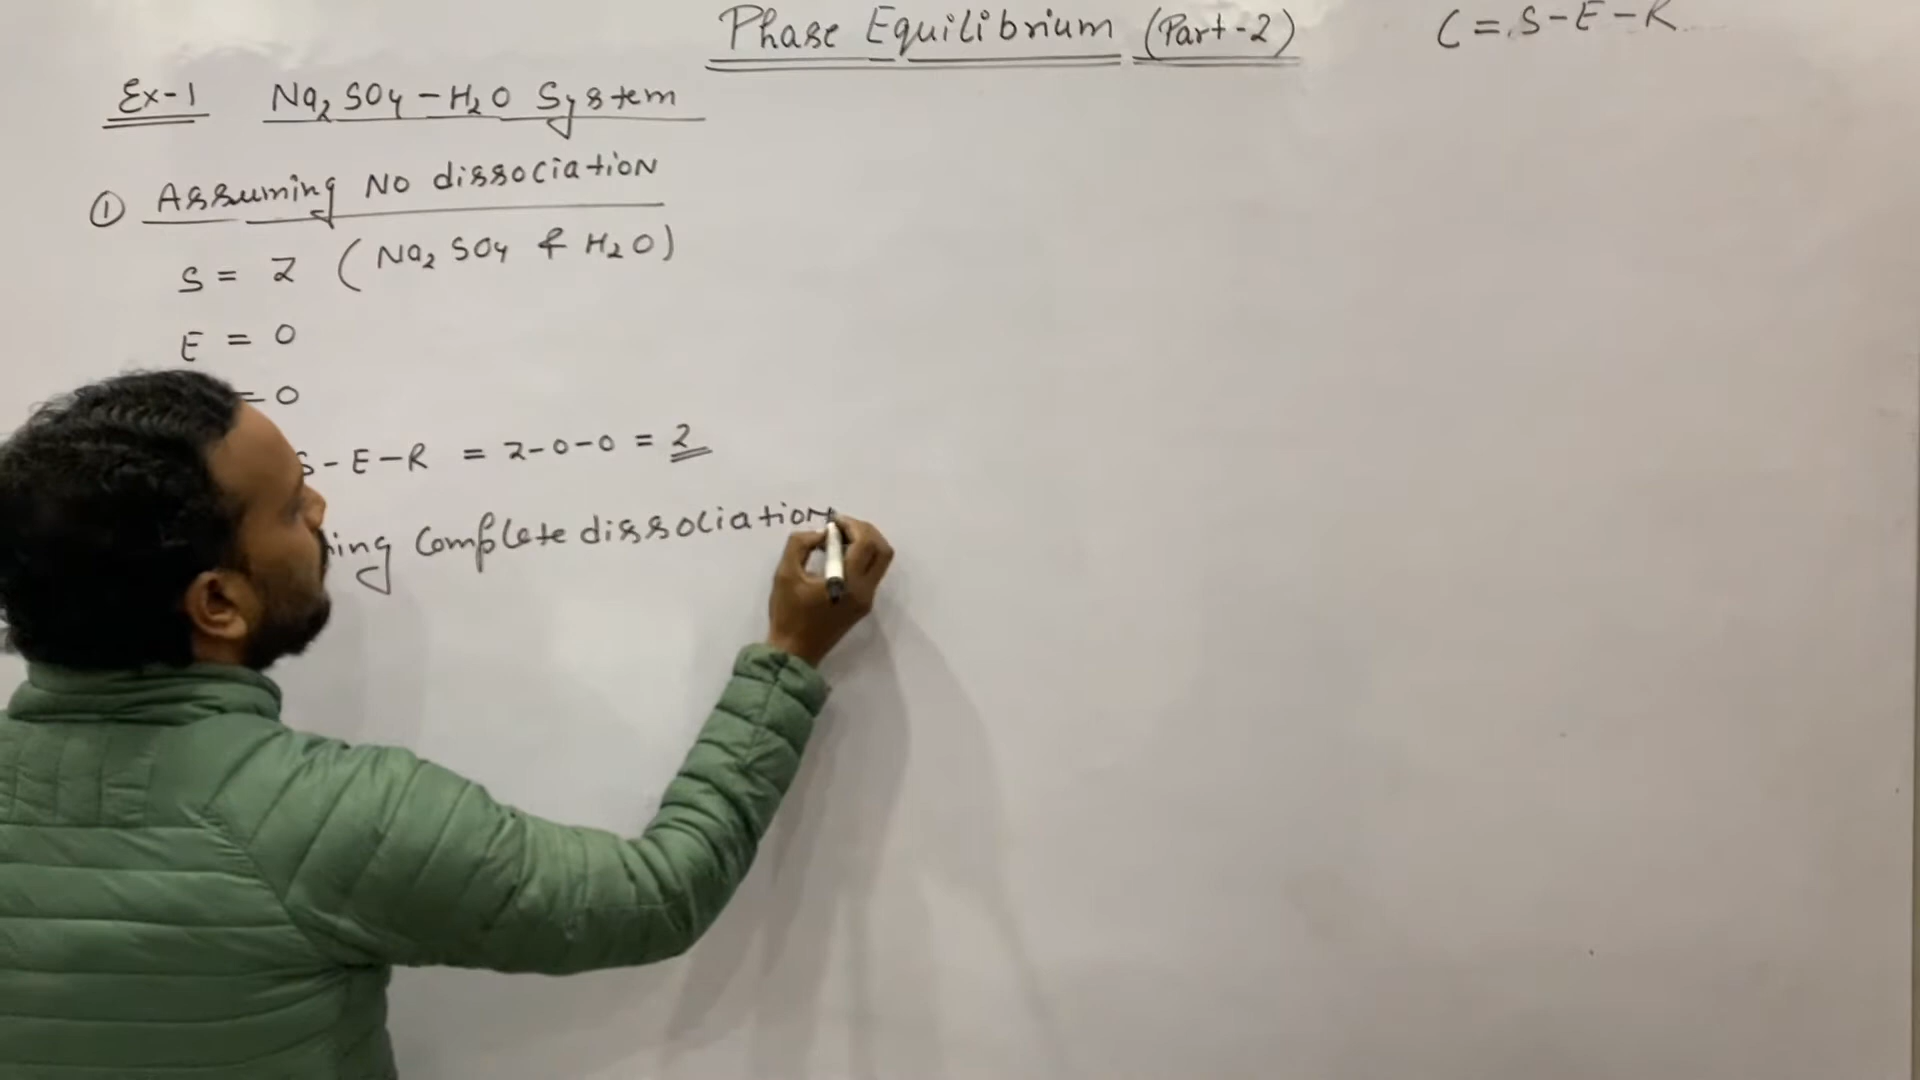 Phase Equilibrium (Part-2)
C = S-E-R
Ex-1 Na₂SO₄-H₂O System
① Assuming No dissociation
S = 2 (Na₂SO₄ & H₂O)
E = 0
= 0
S-E-R = 2-0-0 = 2
Complete dissociation